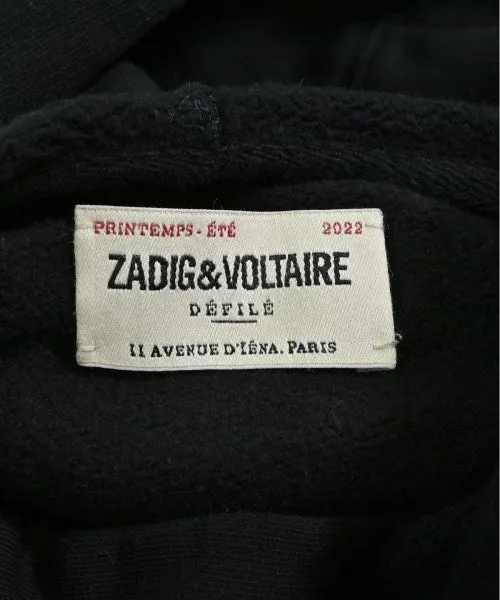 PRINTEMPS - ÉTÉ 2022
ZADIG&VOLTAIRE
DÉFILÉ
11 AVENUE D'IÉNA. PARIS